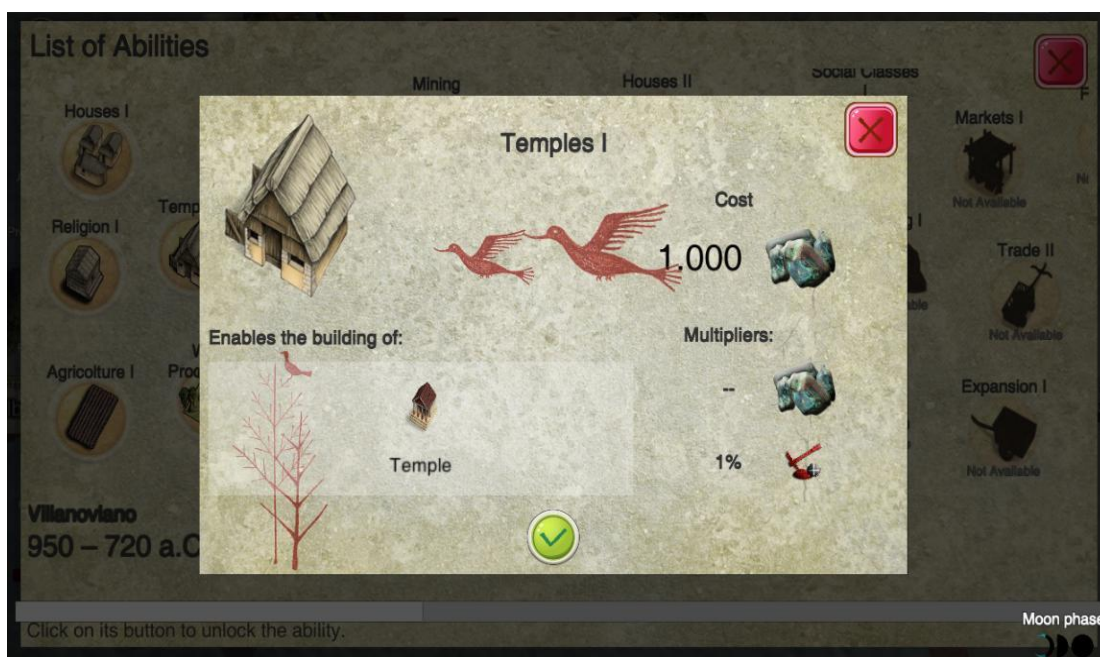 List of Abilities
Mining
Houses II
Social Classes
I
Houses I
Markets I
Not Available
Temples I
Cost
1.000
Religion I
Temp
g I
Trade II
Not Available
Enables the building of:
Multipliers:
--
Agricolture I
Proc
Expansion I
Not Available
Temple
1%
Villanoviano
950 – 720 a.C
Click on its button to unlock the ability.
Moon phase